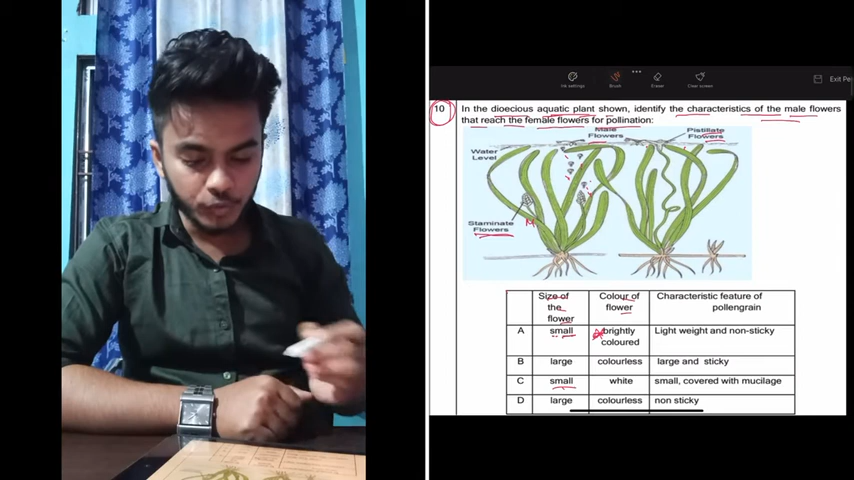 Ink settings
Brush
Eraser
Clear screen
Exit Pe
10
In the dioecious aquatic plant shown, identify the characteristics of the male flowers
that reach the female flowers for pollination:
Male
Flowers
Pistillate
Flowers
Water
Level
Staminate
Flowers
Size of the flower
Colour of flower
Characteristic feature of pollengrain
A small brightly coloured Light weight and non-sticky
B large colourless large and sticky
C small white small, covered with mucilage
D large colourless non sticky